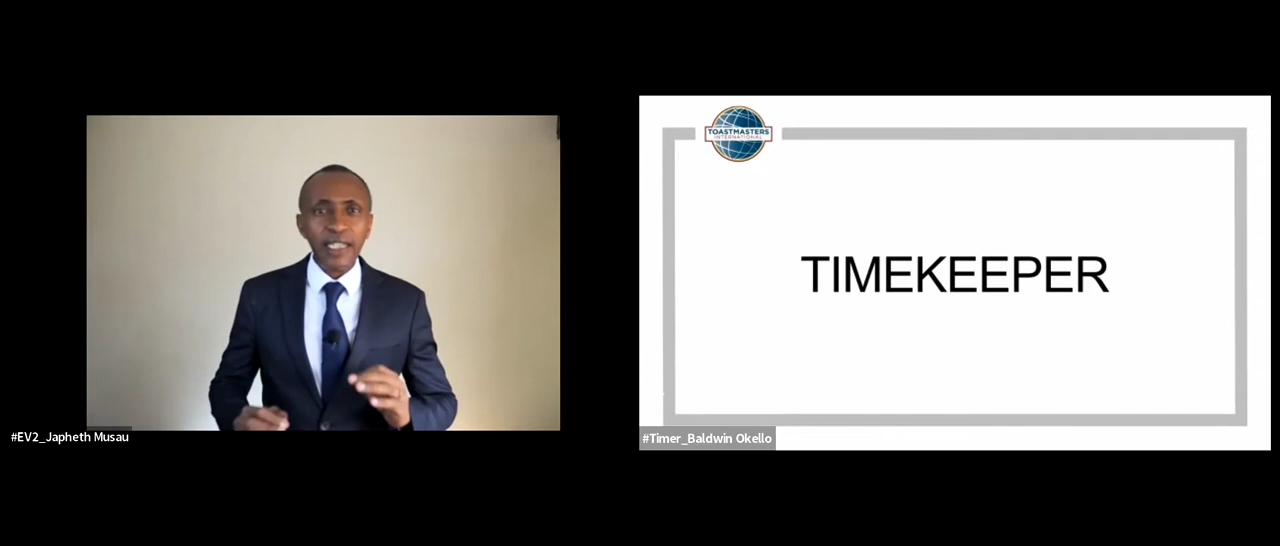 #EV2_Japheth Musau
TOASTMASTERS
INTERNATIONAL
TIMEKEEPER
#Timer_Baldwin Okello